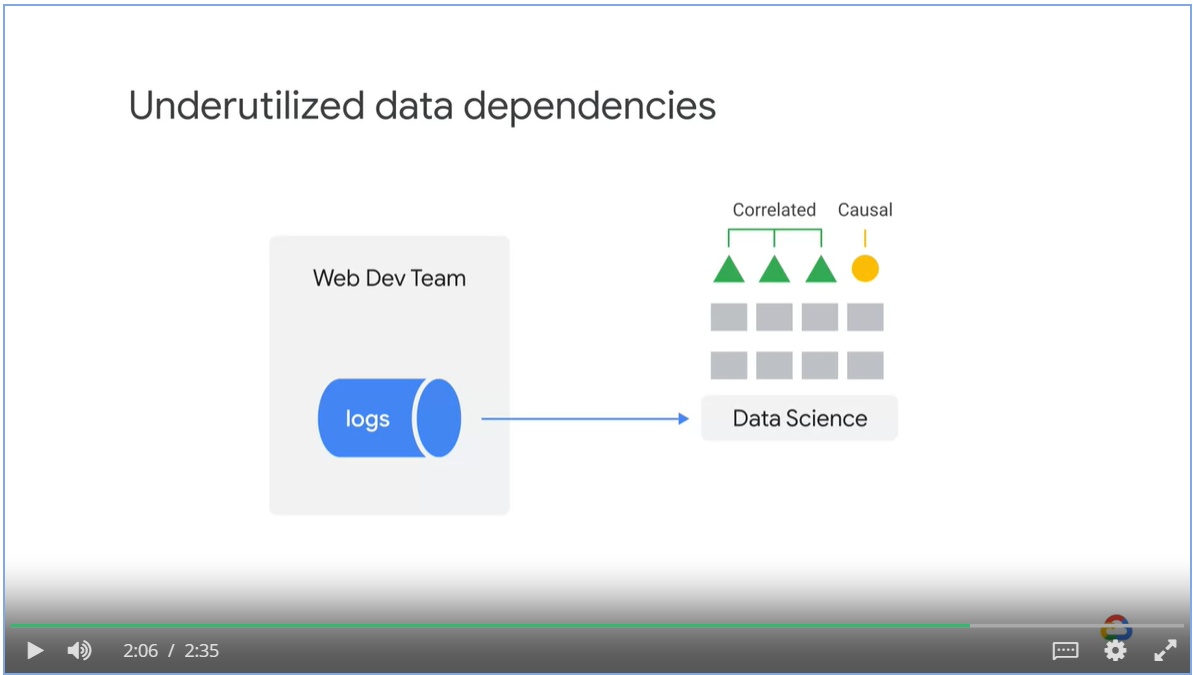 Underutilized data dependencies
Correlated Causal
Web Dev Team
logs
Data Science
2:06 / 2:35